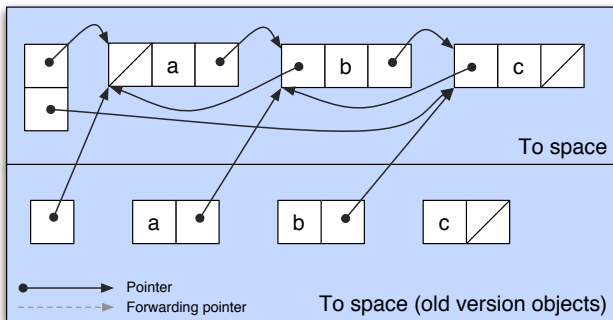 a
b
c
To space
a
b
c
Pointer
Forwarding pointer
To space (old version objects)